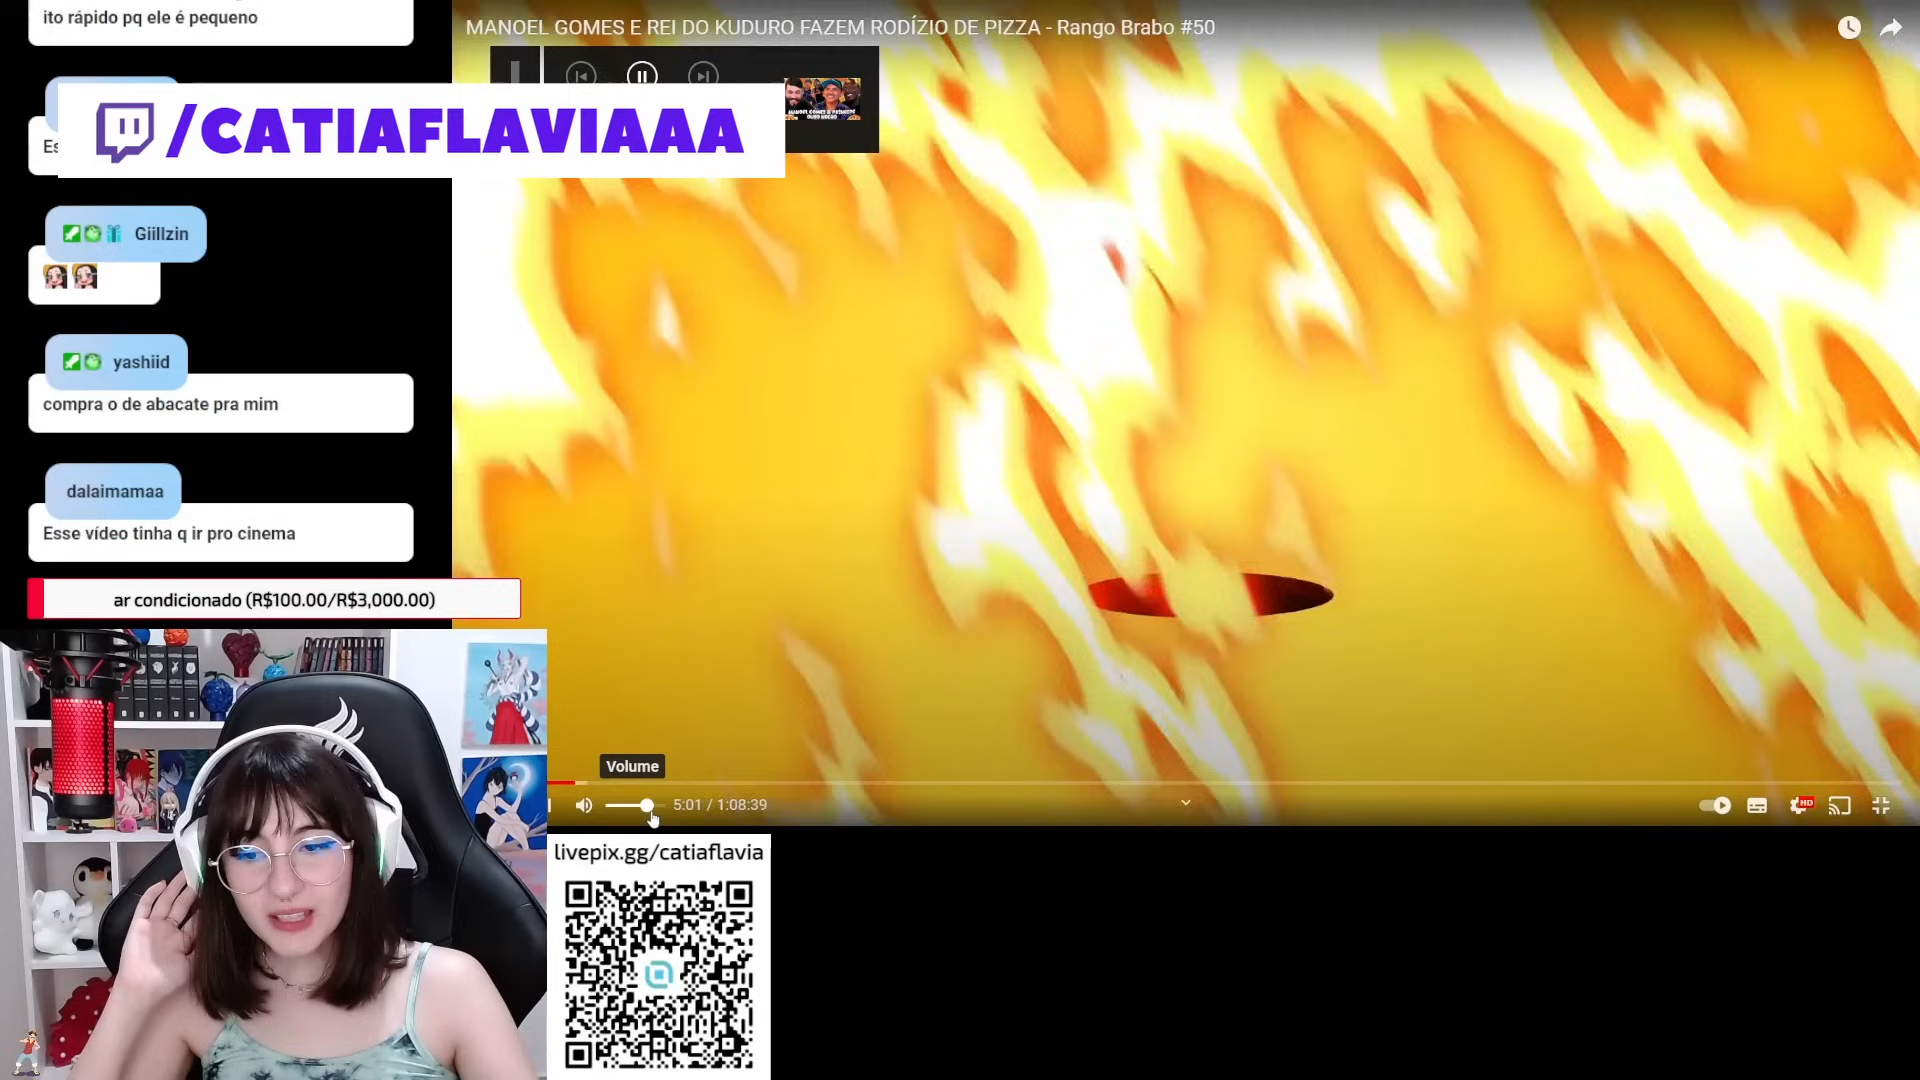 ito rápido pq ele é pequeno
MANOEL GOMES E REI DO KUDURO FAZEM RODÍZIO DE PIZZA - Rango Brabo #50
/CATIAFLAVIAAA
Es
Giillzin
yashiid
compra o de abacate pra mim
dalaimamaa
Esse vídeo tinha q ir pro cinema
ar condicionado (R$100.00/R$3,000.00)
Volume
5:01 / 1:08:39
HD
livepix.gg/catiaflavia